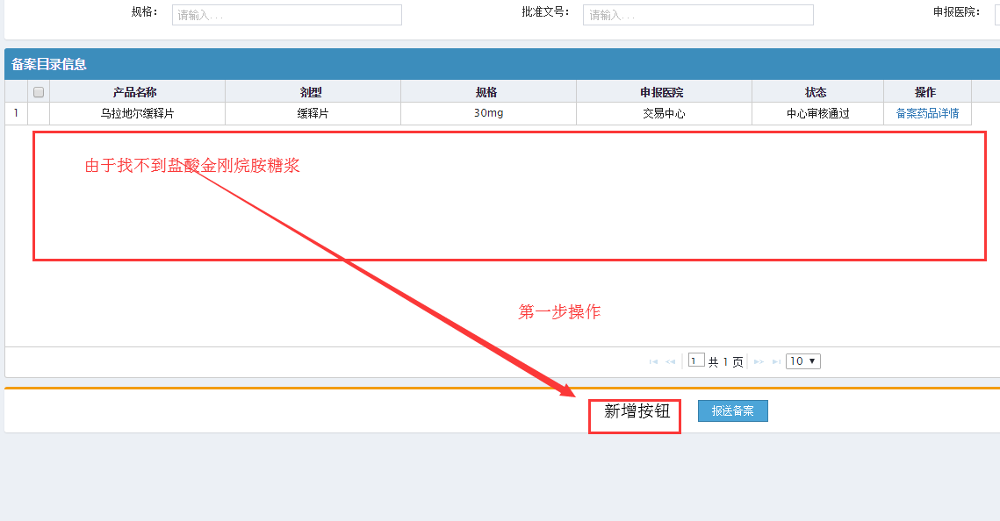 规格： 请输入... 批准文号： 请输入... 申报医院：
备案目录信息
产品名称 剂型 规格 申报医院 状态 操作
1 乌拉地尔缓释片 缓释片 30mg 交易中心 中心审核通过 备案药品详情
由于找不到盐酸金刚烷胺糖浆
第一步操作
1 共 1 页 10
新增按钮 报送备案